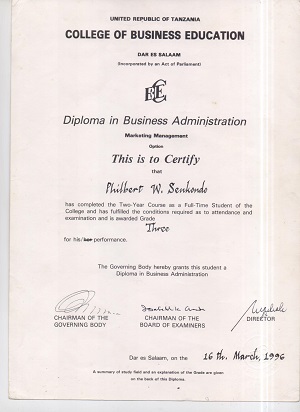 UNITED REPUBLIC OF TANZANIA
COLLEGE OF BUSINESS EDUCATION
DAR ES SALAAM
(Incorporated by an Act of Parliament)
CBE
Diploma in Business Administration
Marketing Management
Option
This is to Certify
that
Philbert W. Senkondo
has completed the Two-Year Course as a Full-Time Student of the
College and has fulfilled the conditions required as to attendance and
examination and is awarded Grade
Three
for his/her performance.
The Governing Body hereby grants this student a
Diploma in Business Administration
CHAIRMAN OF THE
GOVERNING BODY
CHAIRMAN OF THE
BOARD OF EXAMINERS
DIRECTOR
Dar es Salaam, on the 16th. March, 1996
A summary of study field and an explanation of the Grade are given
on the back of this Diploma.